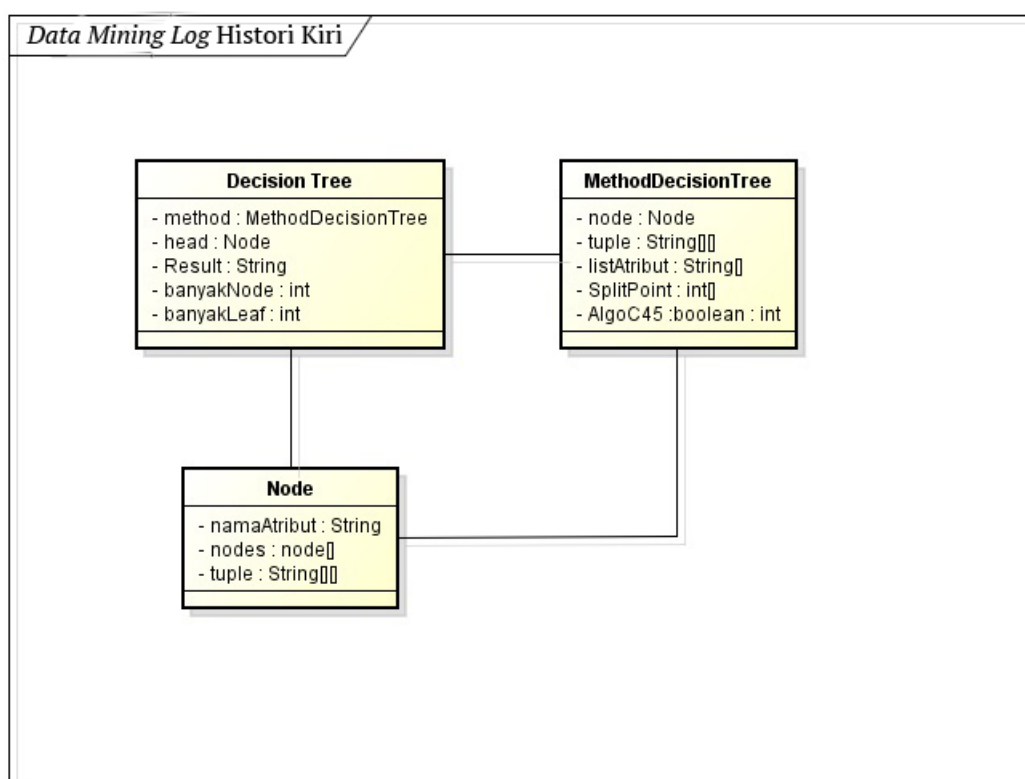 Data Mining Log Histori Kiri
Decision Tree
- method : MethodDecisionTree
- head : Node
- Result : String
- banyakNode : int
- banyakLeaf : int
MethodDecisionTree
- node : Node
- tuple : String[][]
- listAtribut : String[]
- SplitPoint : int[]
- AlgoC45 :boolean : int
Node
- namaAtribut : String
- nodes : node[]
- tuple : String[][]